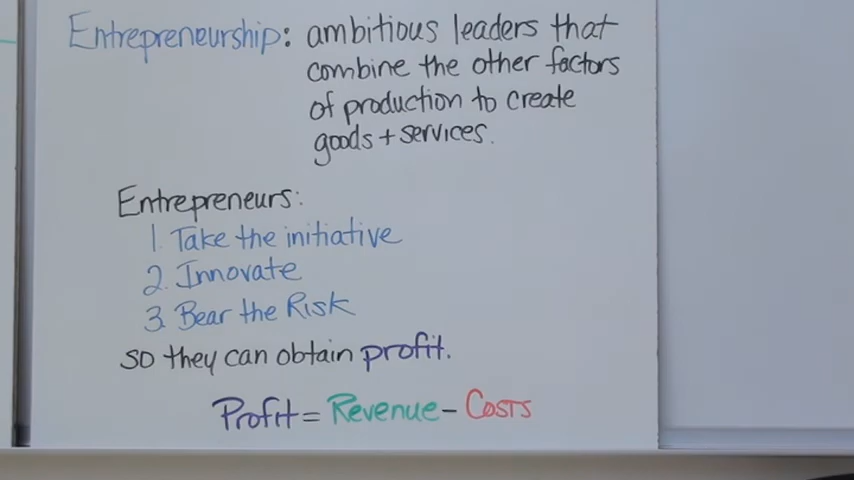 Entrepreneurship: ambitious leaders that
combine the other factors
of production to create
goods + services.
Entrepreneurs:
1. Take the initiative
2. Innovate
3. Bear the Risk
so they can obtain profit.
Profit = Revenue - Costs